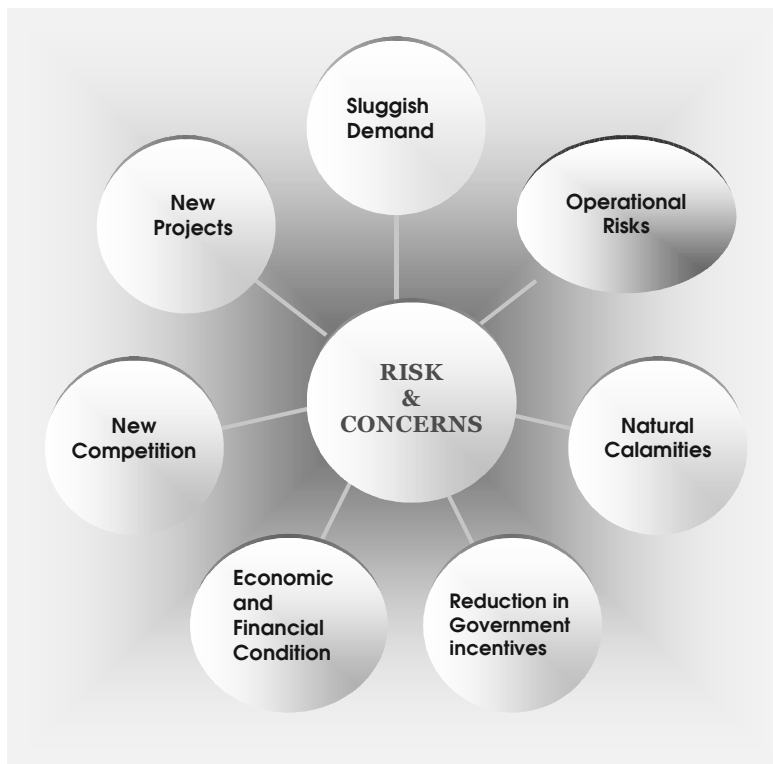 Sluggish
Demand
Operational
Risks
New
Projects
RISK
&
CONCERNS
New
Competition
Natural
Calamities
Economic
and
Financial
Condition
Reduction in
Government
incentives